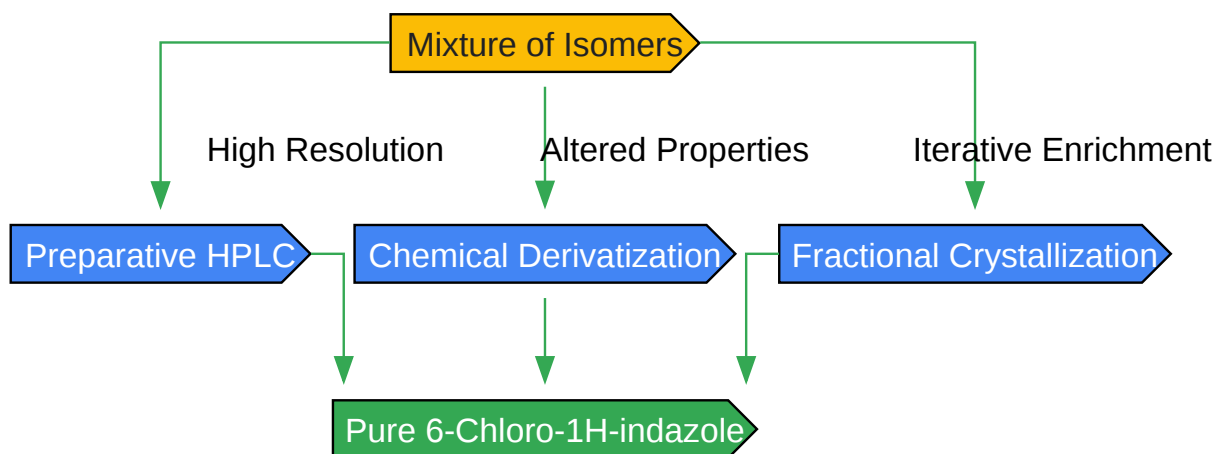 Mixture of Isomers
High Resolution
Altered Properties
Iterative Enrichment
Preparative HPLC
Chemical Derivatization
Fractional Crystallization
Pure 6-Chloro-1H-indazole